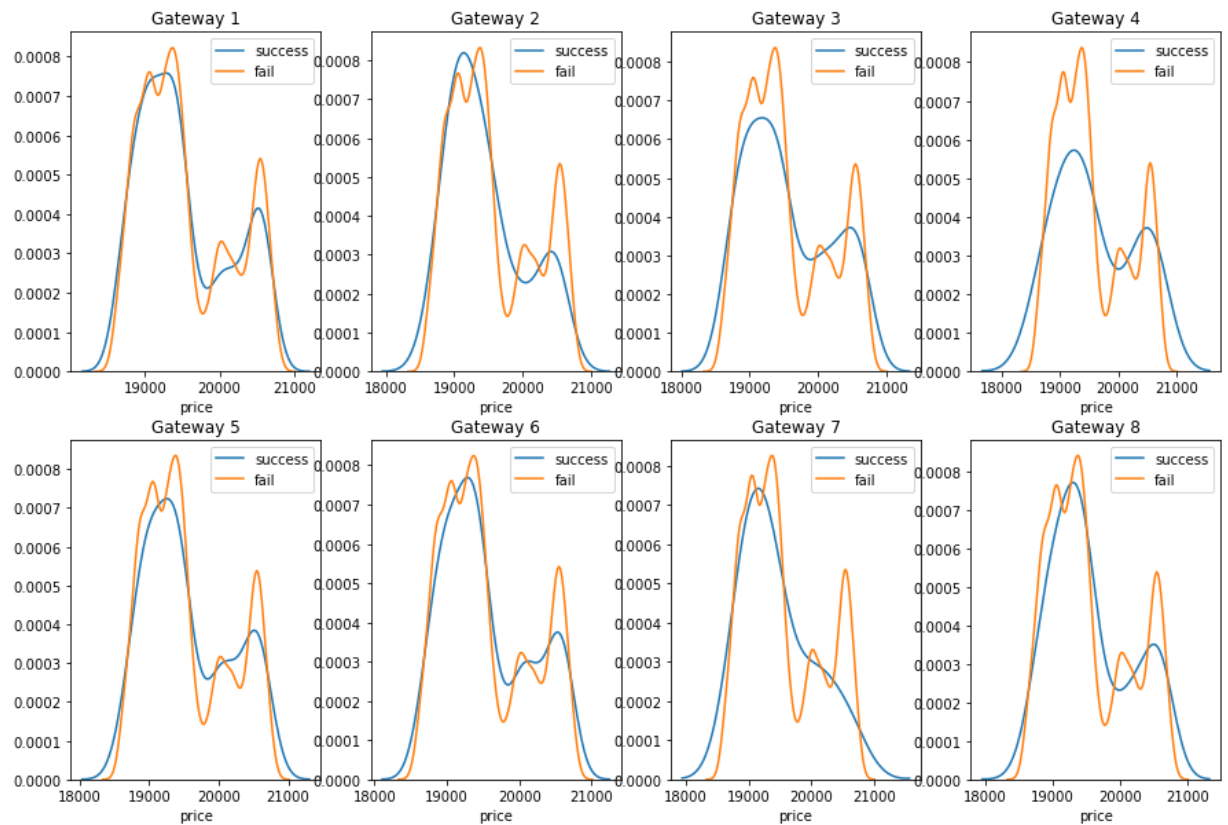 Gateway 1 Gateway 2 Gateway 3 Gateway 4
success success success success
fail fail fail fail
0.0008 0.0008 0.0008 0.0008
0.0007 0.0007 0.0007 0.0007
0.0006 0.0006 0.0006 0.0006
0.0005 0.0005 0.0005 0.0005
0.0004 0.0004 0.0004 0.0004
0.0003 0.0003 0.0003 0.0003
0.0002 0.0002 0.0002 0.0002
0.0001 0.0001 0.0001 0.0001
0.0000 0.0000 0.0000 0.0000
19000 20000 21000 18000 19000 20000 21000 18000 19000 20000 21000 18000 19000 20000 21000
price price price price
Gateway 5 Gateway 6 Gateway 7 Gateway 8
success success success success
fail fail fail fail
0.0008 0.0008 0.0008 0.0008
0.0007 0.0007 0.0007 0.0007
0.0006 0.0006 0.0006 0.0006
0.0005 0.0005 0.0005 0.0005
0.0004 0.0004 0.0004 0.0004
0.0003 0.0003 0.0003 0.0003
0.0002 0.0002 0.0002 0.0002
0.0001 0.0001 0.0001 0.0001
0.0000 0.0000 0.0000 0.0000
18000 19000 20000 21000 18000 19000 20000 21000 18000 19000 20000 21000 18000 19000 20000 21000
price price price price